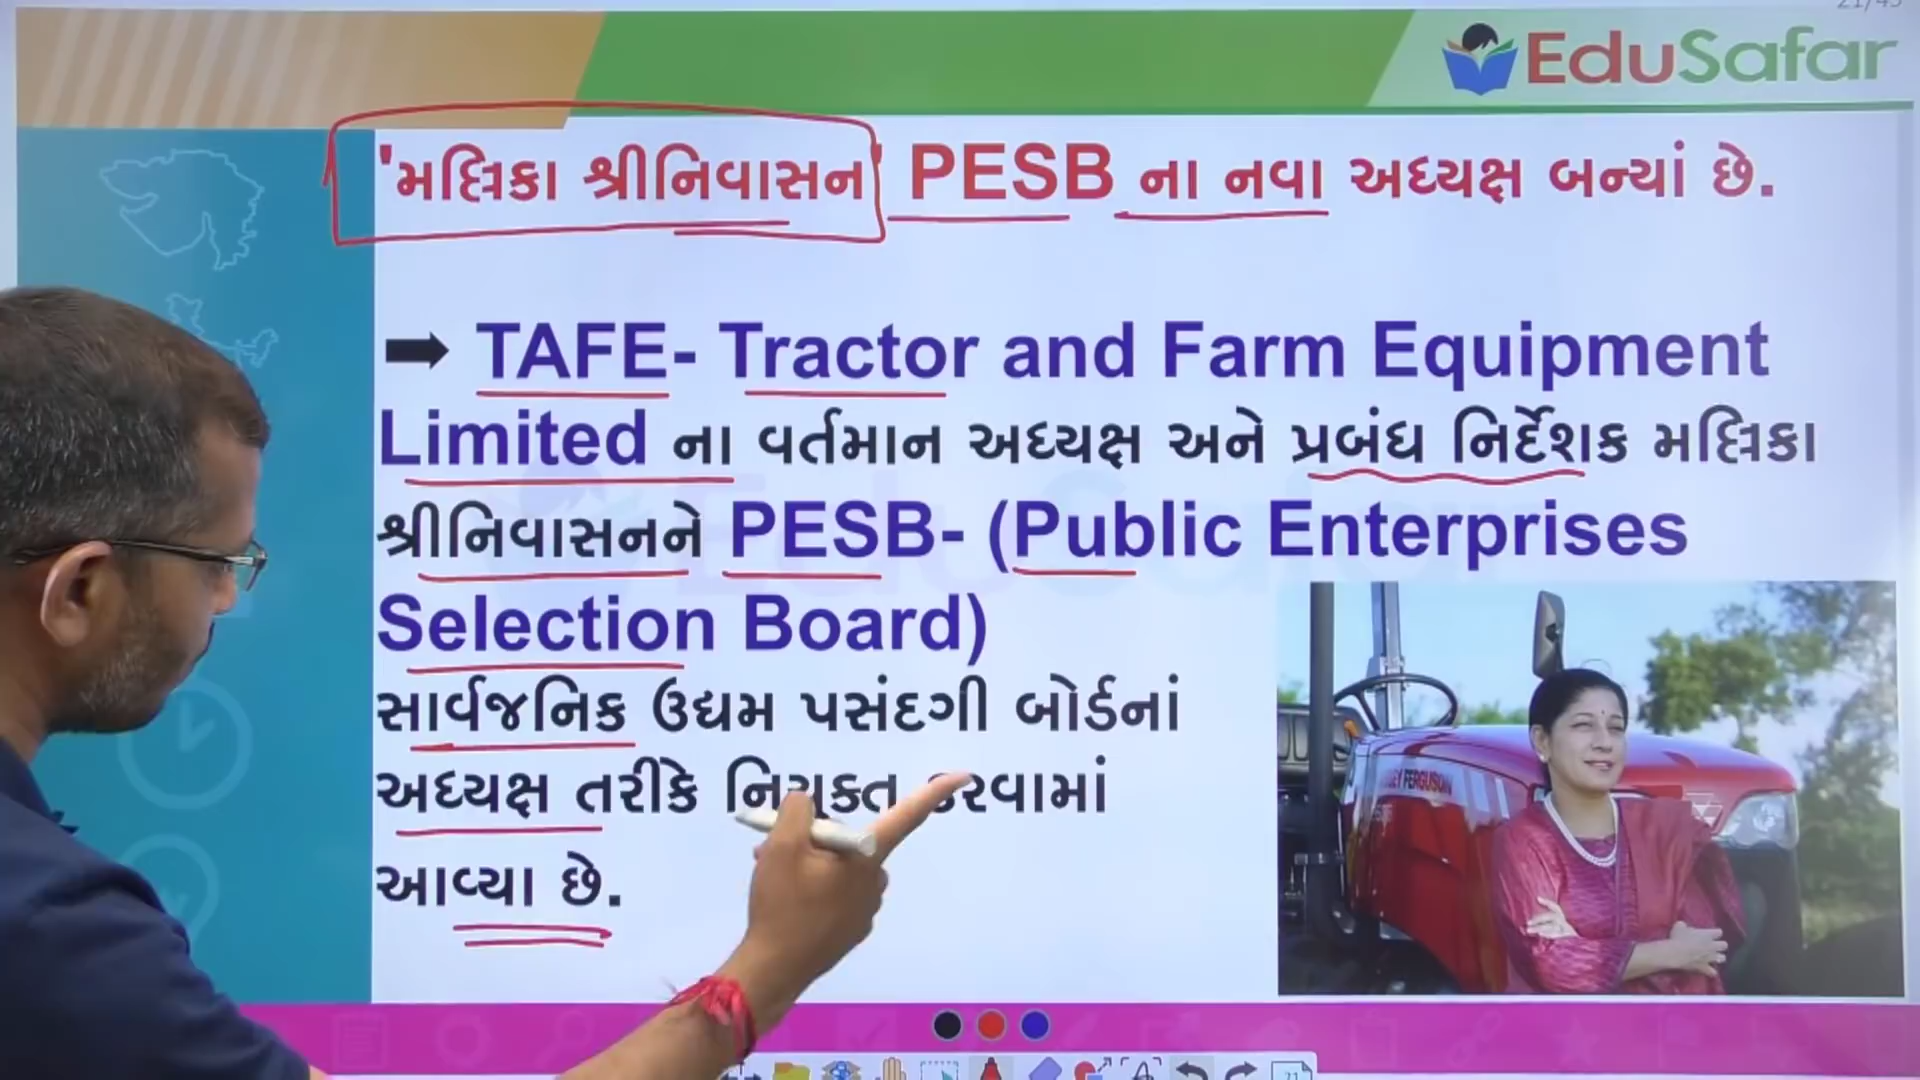 EduSafar
'મલ્લિકા શ્રીનિવાસન' PESB ના નવા અધ્યક્ષ બન્યાં છે.
➡ TAFE- Tractor and Farm Equipment
Limited ના વર્તમાન અધ્યક્ષ અને પ્રબંધ નિર્દેશક મલ્લિકા
શ્રીનિવાસનને PESB- (Public Enterprises
Selection Board)
સાર્વજનિક ઉદ્યમ પસંદગી બોર્ડનાં
અધ્યક્ષ તરીકે નિયુક્ત કરવામાં
આવ્યા છે.